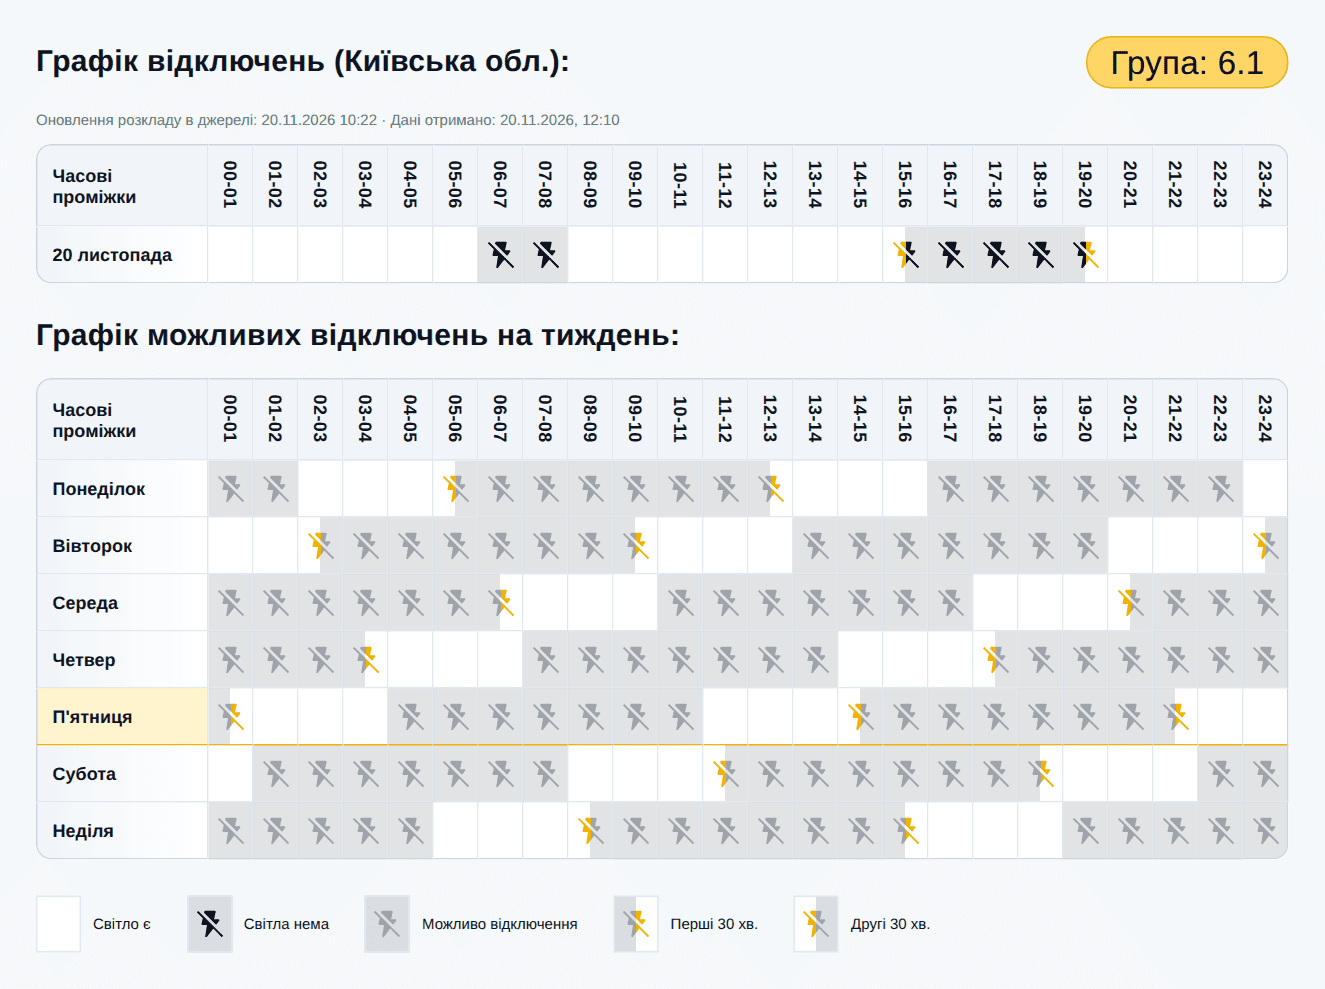 Графік відключень (Київська обл.):
Група: 6.1
Оновлення розкладу в джерелі: 20.11.2026 10:22 · Дані отримано: 20.11.2026, 12:10
Часові проміжки 00-01 01-02 02-03 03-04 04-05 05-06 06-07 07-08 08-09 09-10 10-11 11-12 12-13 13-14 14-15 15-16 16-17 17-18 18-19 19-20 20-21 21-22 22-23 23-24
20 листопада
Графік можливих відключень на тиждень:
Часові проміжки 00-01 01-02 02-03 03-04 04-05 05-06 06-07 07-08 08-09 09-10 10-11 11-12 12-13 13-14 14-15 15-16 16-17 17-18 18-19 19-20 20-21 21-22 22-23 23-24
Понеділок
Вівторок
Середа
Четвер
П'ятниця
Субота
Неділя
Світло є Світла нема Можливо відключення Перші 30 хв. Другі 30 хв.